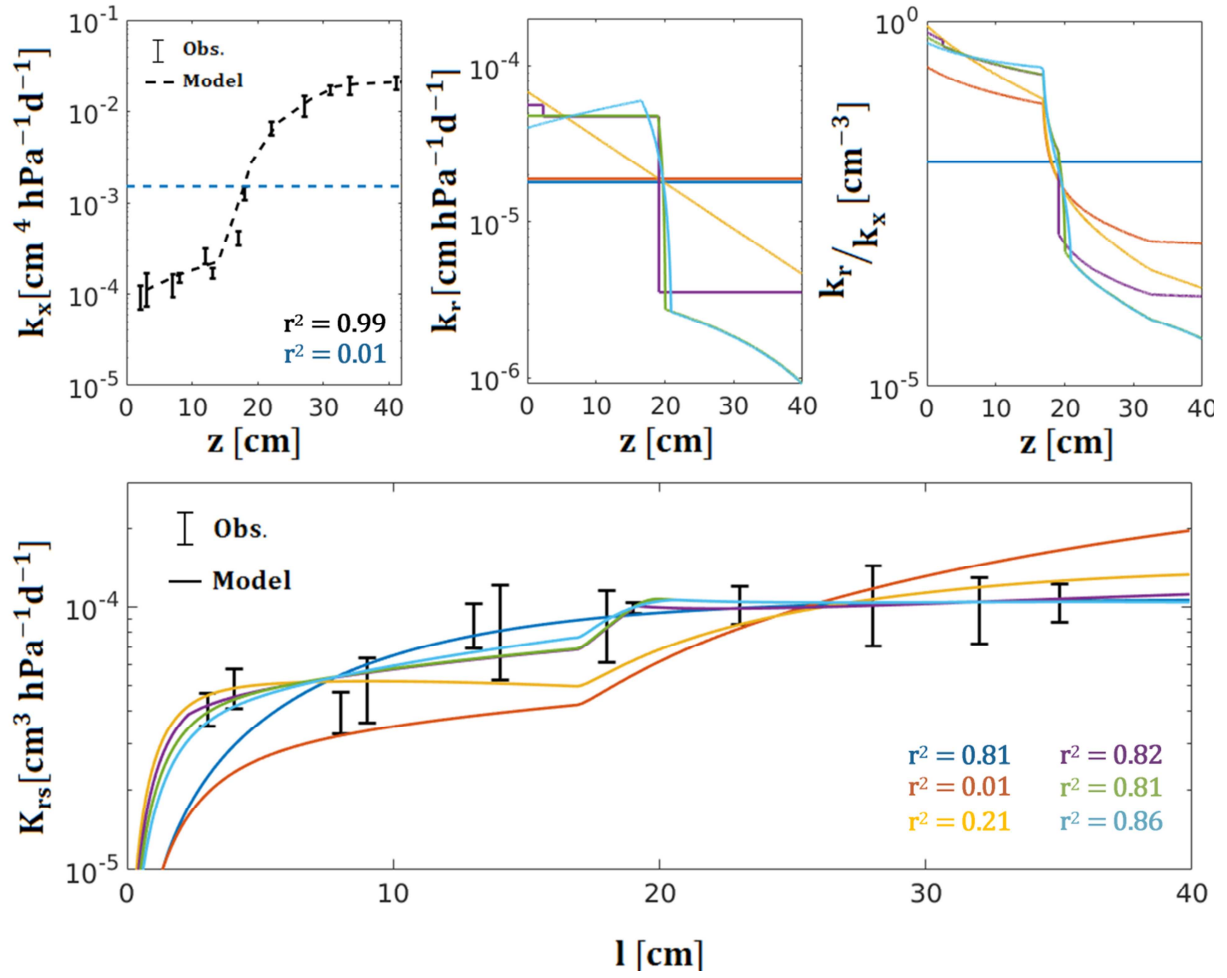 k_x [cm⁴ hPa⁻¹d⁻¹]
10⁻¹
10⁻²
10⁻³
10⁻⁴
10⁻⁵
Obs.
Model
r² = 0.99
r² = 0.01
0 10 20 30 40
z [cm]
k_r [cm hPa⁻¹d⁻¹]
10⁻⁴
10⁻⁵
10⁻⁶
0 10 20 30 40
z [cm]
k_r/k_x [cm⁻³]
10⁰
10⁻⁵
0 10 20 30 40
z [cm]
K_rs [cm³ hPa⁻¹d⁻¹]
10⁻⁴
10⁻⁵
Obs.
Model
r² = 0.81 r² = 0.82
r² = 0.01 r² = 0.81
r² = 0.21 r² = 0.86
0 10 20 30 40
l [cm]